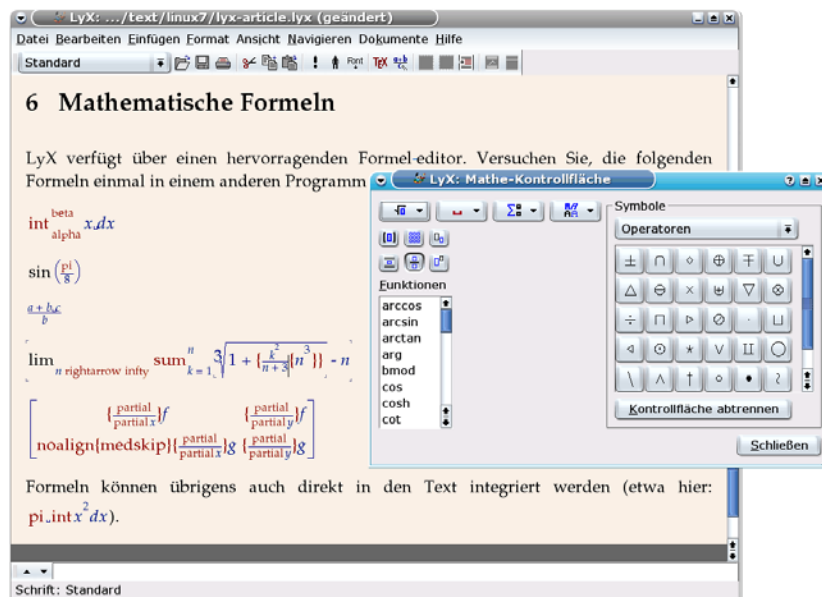 LyX: .../text/linux7/lyx-article.lyx (geändert)
Datei Bearbeiten Einfügen Format Ansicht Navigieren Dokumente Hilfe
Standard
Font TEX
6 Mathematische Formeln
LyX verfügt über einen hervorragenden Formel-editor. Versuchen Sie, die folgenden
Formeln einmal in einem anderen Programm
int beta alpha x dx
sin ( pi 8 )
a + b c
b
lim n rightarrow infty sum n k = 1 3 √ 1 + { k 2 n + 3 {n 3 }} - n
{ partial partial x }f { partial partial y }f
noalign{medskip}{ partial partial x }g { partial partial y }g
Formeln können übrigens auch direkt in den Text integriert werden (etwa hier:
pi int x 2 dx).
Schrift: Standard
LyX: Mathe-Kontrollfläche
Funktionen
arccos
arcsin
arctan
arg
bmod
cos
cosh
cot
Symbole
Operatoren
± ∩ ◇ ⊕ ∓ ∪
△ ⊖ × ⊎ ▽ ⊗
÷ ⊓ ▷ ⊘ · ⊔
◁ ⊙ ⋆ ∨ ⨿ ◯
\ ∧ † ∘ • ≀
Kontrollfläche abtrennen
Schließen